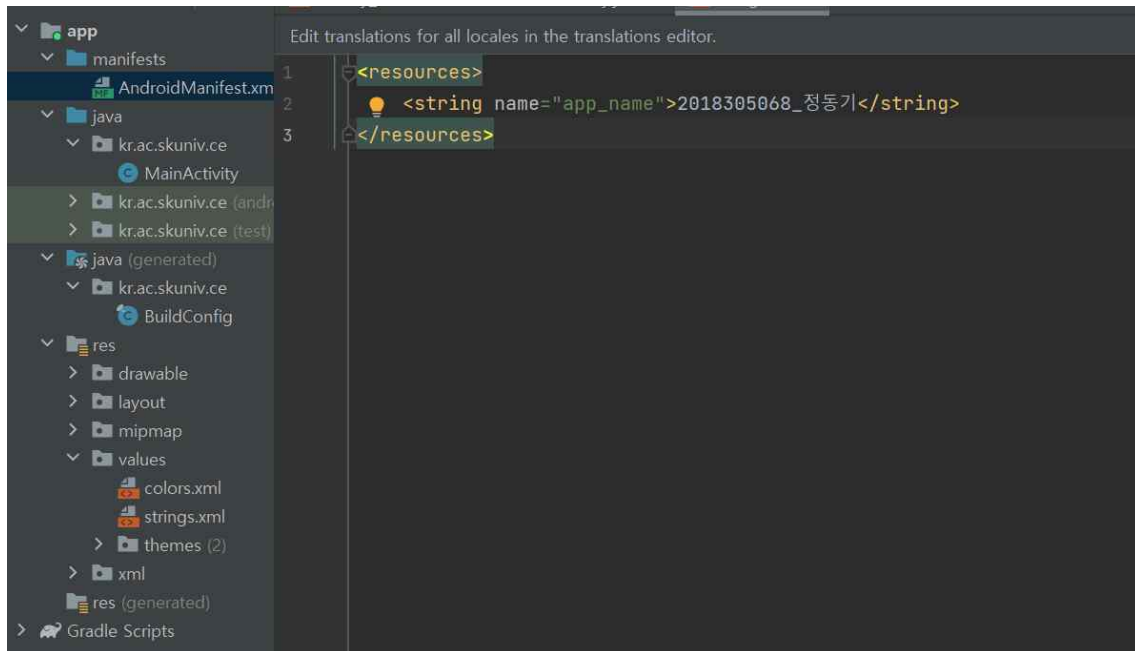 app
manifests
AndroidManifest.xm
java
kr.ac.skuniv.ce
MainActivity
kr.ac.skuniv.ce (andr
kr.ac.skuniv.ce (test)
java (generated)
kr.ac.skuniv.ce
BuildConfig
res
drawable
layout
mipmap
values
colors.xml
strings.xml
themes (2)
xml
res (generated)
Gradle Scripts
Edit translations for all locales in the translations editor.
1 <resources>
2 <string name="app_name">2018305068_정동기</string>
3 </resources>